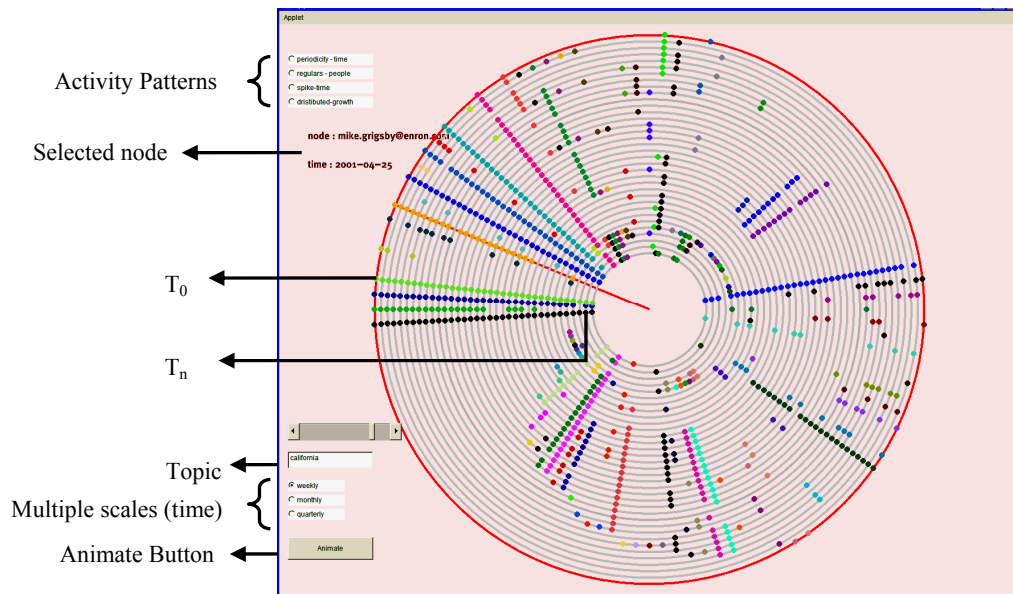 Applet
Activity Patterns
periodicity - time
regulars - people
spike-time
dristibuted-growth
Selected node
node : mike.grigsby@enron.com
time : 2001-04-25
T0
Tn
Topic
california
Multiple scales (time)
weekly
monthly
quarterly
Animate Button
Animate